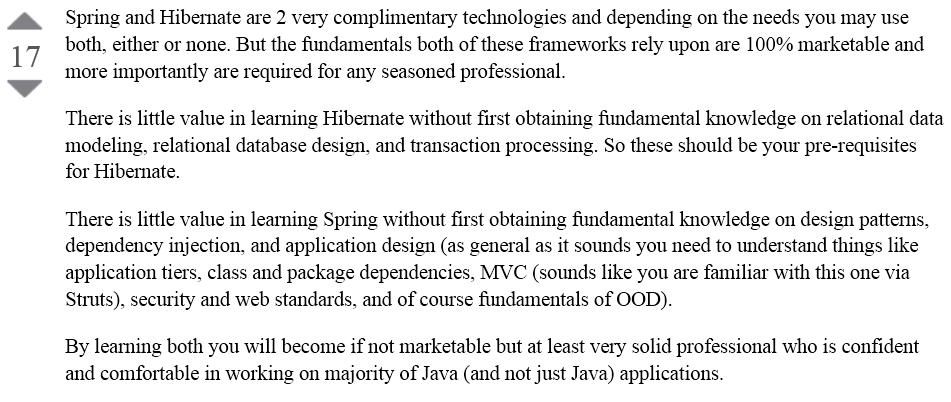 Spring and Hibernate are 2 very complimentary technologies and depending on the needs you may use
17
both, either or none. But the fundamentals both of these frameworks rely upon are 100% marketable and
more importantly are required for any seasoned professional.
There is little value in learning Hibernate without first obtaining fundamental knowledge on relational data
modeling, relational database design, and transaction processing. So these should be your pre-requisites
for Hibernate.
There is little value in learning Spring without first obtaining fundamental knowledge on design patterns,
dependency injection, and application design (as general as it sounds you need to understand things like
application tiers, class and package dependencies, MVC (sounds like you are familiar with this one via
Struts), security and web standards, and of course fundamentals of OOD).
By learning both you will become if not marketable but at least very solid professional who is confident
and comfortable in working on majority of Java (and not just Java) applications.